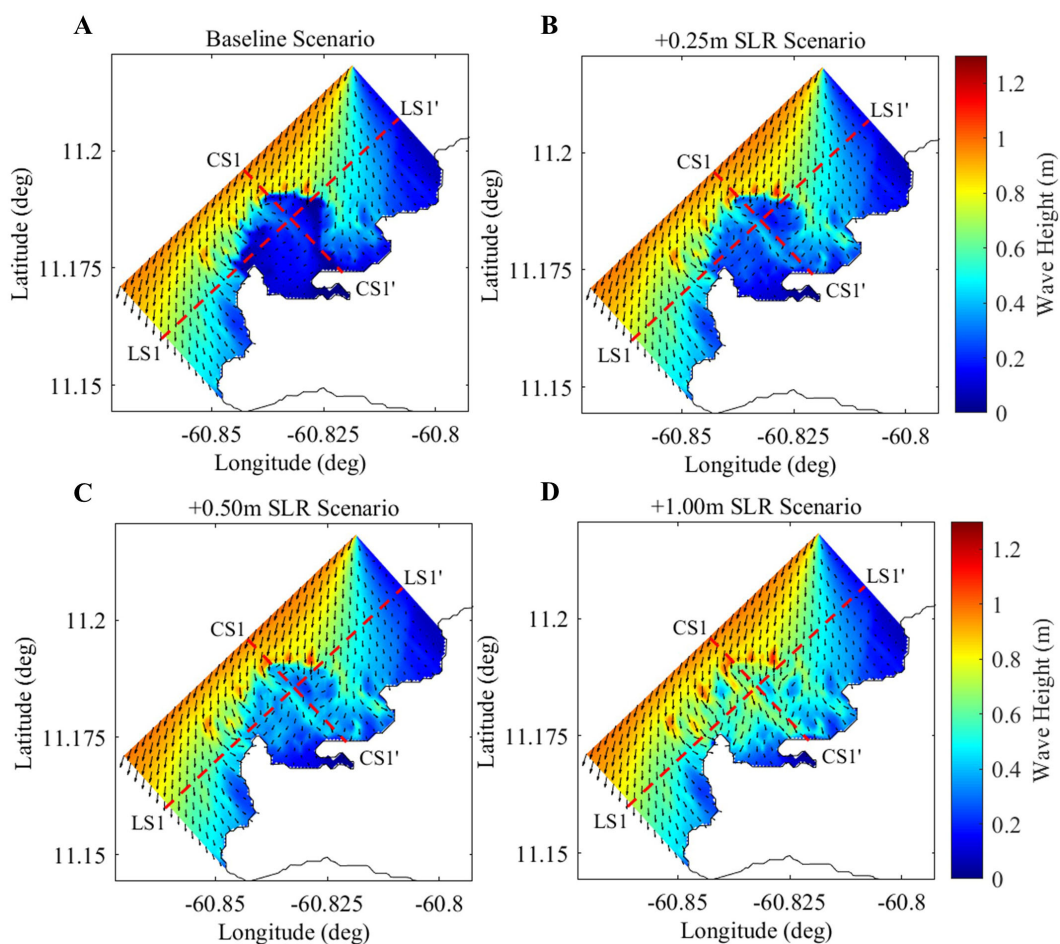 A
Baseline Scenario
B
+0.25m SLR Scenario
LS1'
CS1
CS1'
LS1
11.2
11.175
11.15
Latitude (deg)
-60.85
-60.825
-60.8
Longitude (deg)
LS1'
CS1
CS1'
LS1
11.2
11.175
11.15
Latitude (deg)
-60.85
-60.825
-60.8
Longitude (deg)
1.2
1
0.8
0.6
0.4
0.2
0
Wave Height (m)
C
+0.50m SLR Scenario
D
+1.00m SLR Scenario
LS1'
CS1
CS1'
LS1
11.2
11.175
11.15
Latitude (deg)
-60.85
-60.825
-60.8
Longitude (deg)
LS1'
CS1
CS1'
LS1
11.2
11.175
11.15
Latitude (deg)
-60.85
-60.825
-60.8
Longitude (deg)
1.2
1
0.8
0.6
0.4
0.2
0
Wave Height (m)